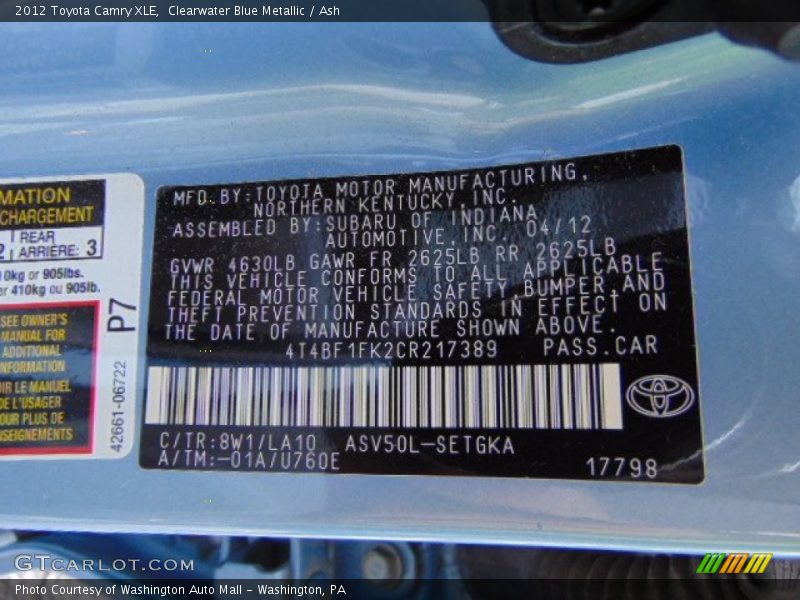 2012 Toyota Camry XLE,  Clearwater Blue Metallic / Ash
MATION
CHARGEMENT
2 REAR
ARRIÈRE: 3
0kg or 905lbs.
er 410kg ou 905lb.
SEE OWNER'S
MANUAL FOR
ADDITIONAL
INFORMATION
IR LE MANUEL
DE L'USAGER
OUR PLUS DE
SEIGNEMENTS
P7
42661-06722
MFD.BY:TOYOTA MOTOR MANUFACTURING,
NORTHERN KENTUCKY, INC.
ASSEMBLED BY:SUBARU OF INDIANA
AUTOMOTIVE,INC. 04/12
GVWR 4630LB GAWR FR 2625LB RR 2625LB
THIS VEHICLE CONFORMS TO ALL APPLICABLE
FEDERAL MOTOR VEHICLE SAFETY,BUMPER,AND
THEFT PREVENTION STANDARDS IN EFFECT ON
THE DATE OF MANUFACTURE SHOWN ABOVE.
4T4BF1FK2CR217389 PASS.CAR
C/TR:8W1/LA10 ASV50L-SETGKA
A/TM:-01A/U760E
17798
GTCARLOT.COM
Photo Courtesy of Washington Auto Mall - Washington, PA